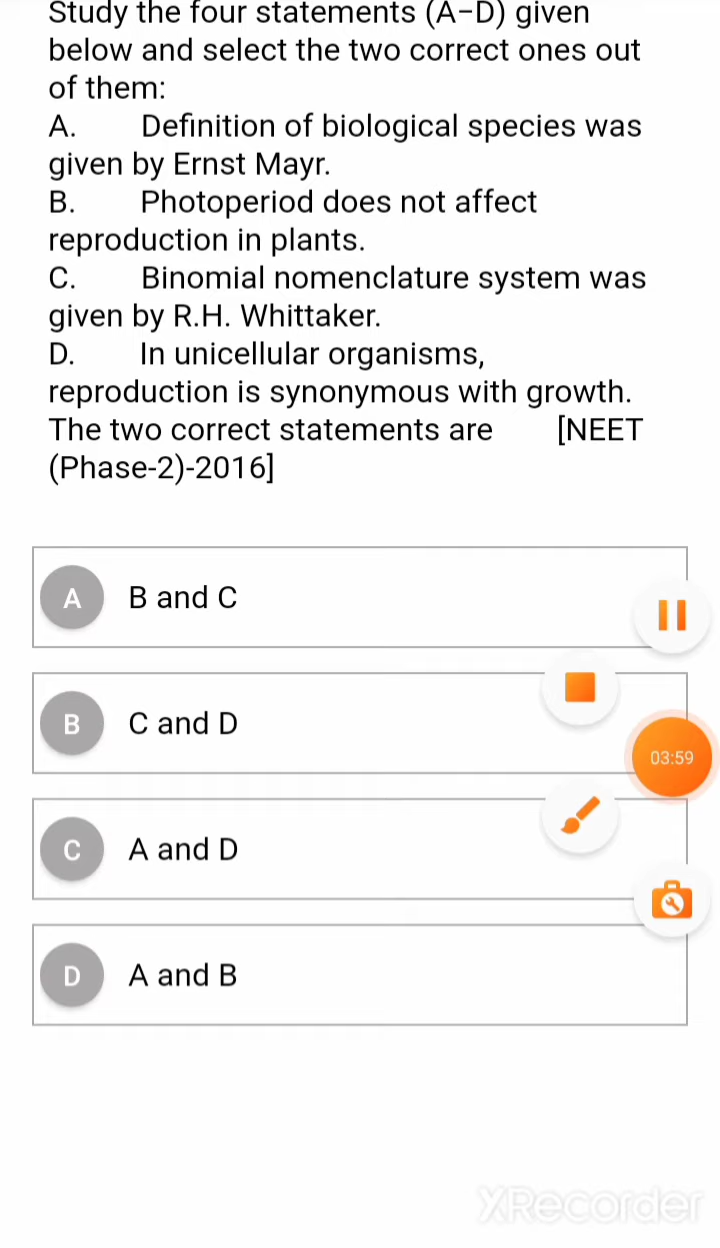 Study the four statements (A–D) given
below and select the two correct ones out
of them:
A. Definition of biological species was
given by Ernst Mayr.
B. Photoperiod does not affect
reproduction in plants.
C. Binomial nomenclature system was
given by R.H. Whittaker.
D. In unicellular organisms,
reproduction is synonymous with growth.
The two correct statements are [NEET
(Phase-2)-2016]
A B and C
B C and D
03:59
C A and D
D A and B
XRecorder